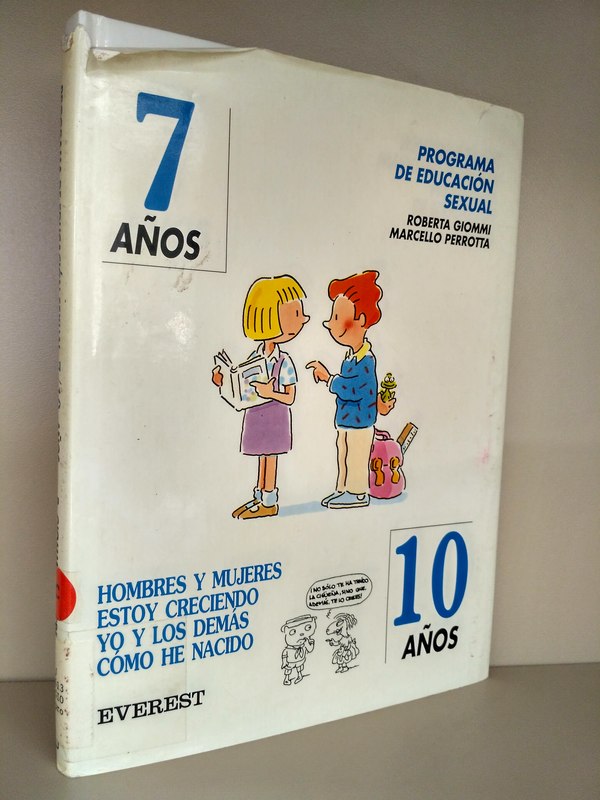 7
AÑOS
PROGRAMA
DE EDUCACIÓN
SEXUAL
ROBERTA GIOMMI
MARCELLO PERROTTA
¡NO SÓLO TE HA TRAÍDO
LA CIGÜEÑA, SINO QUE,
ADEMÁS, TE LO CREES!
10
AÑOS
HOMBRES Y MUJERES
ESTOY CRECIENDO
YO Y LOS DEMÁS
CÓMO HE NACIDO
EVEREST